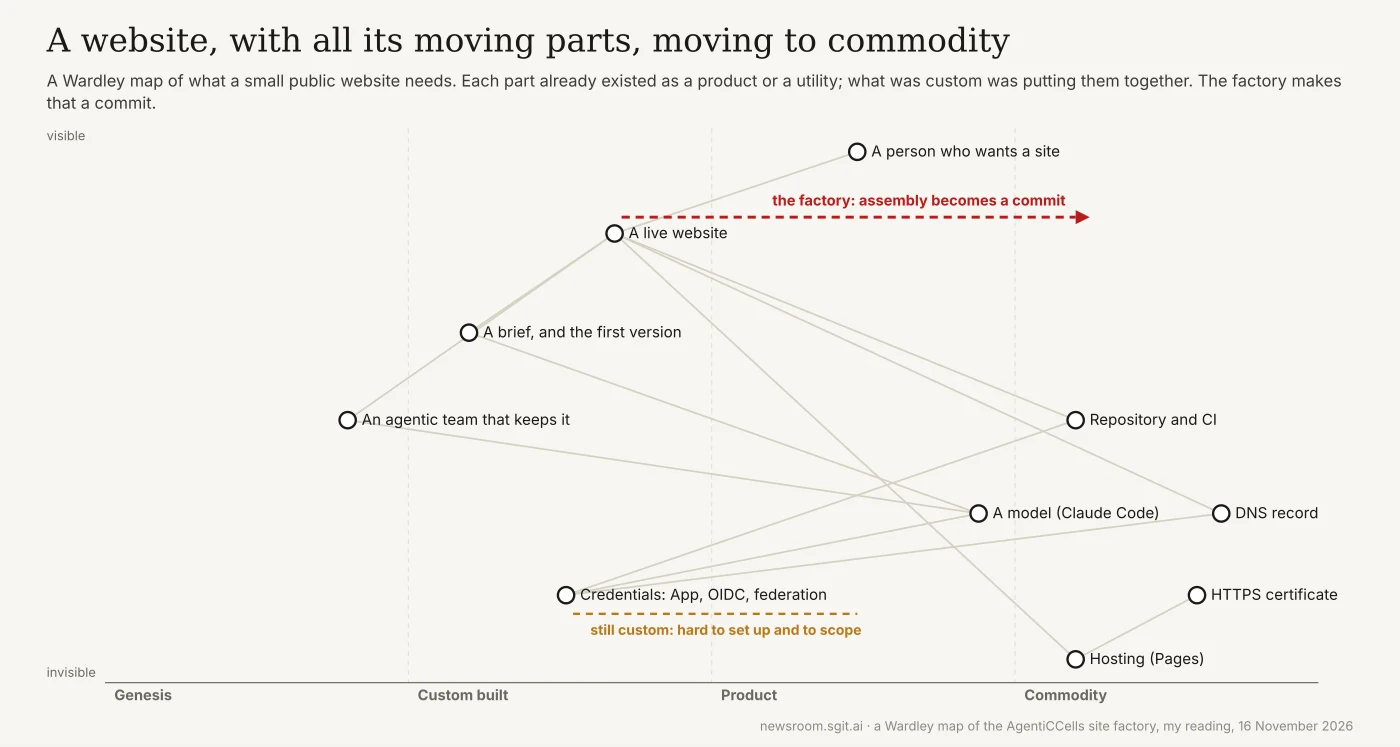 A website, with all its moving parts, moving to commodity
A Wardley map of what a small public website needs. Each part already existed as a product or a utility; what was custom was putting them together. The factory makes
that a commit.
visible
A person who wants a site
the factory: assembly becomes a commit
A live website
A brief, and the first version
An agentic team that keeps it
Repository and CI
A model (Claude Code)
DNS record
Credentials: App, OIDC, federation
HTTPS certificate
still custom: hard to set up and to scope
Hosting (Pages)
invisible
Genesis
Custom built
Product
Commodity
newsroom.sgit.ai · a Wardley map of the AgentiCCells site factory, my reading, 16 November 2026